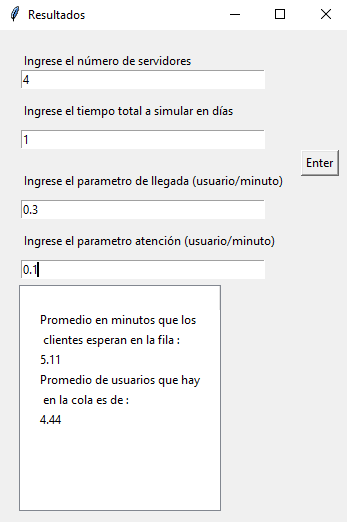 Resultados
Ingrese el número de servidores
4
Ingrese el tiempo total a simular en días
1
Enter
Ingrese el parametro de llegada (usuario/minuto)
0.3
Ingrese el parametro atención (usuario/minuto)
0.1
Promedio en minutos que los
clientes esperan en la fila :
5.11
Promedio de usuarios que hay
en la cola es de :
4.44